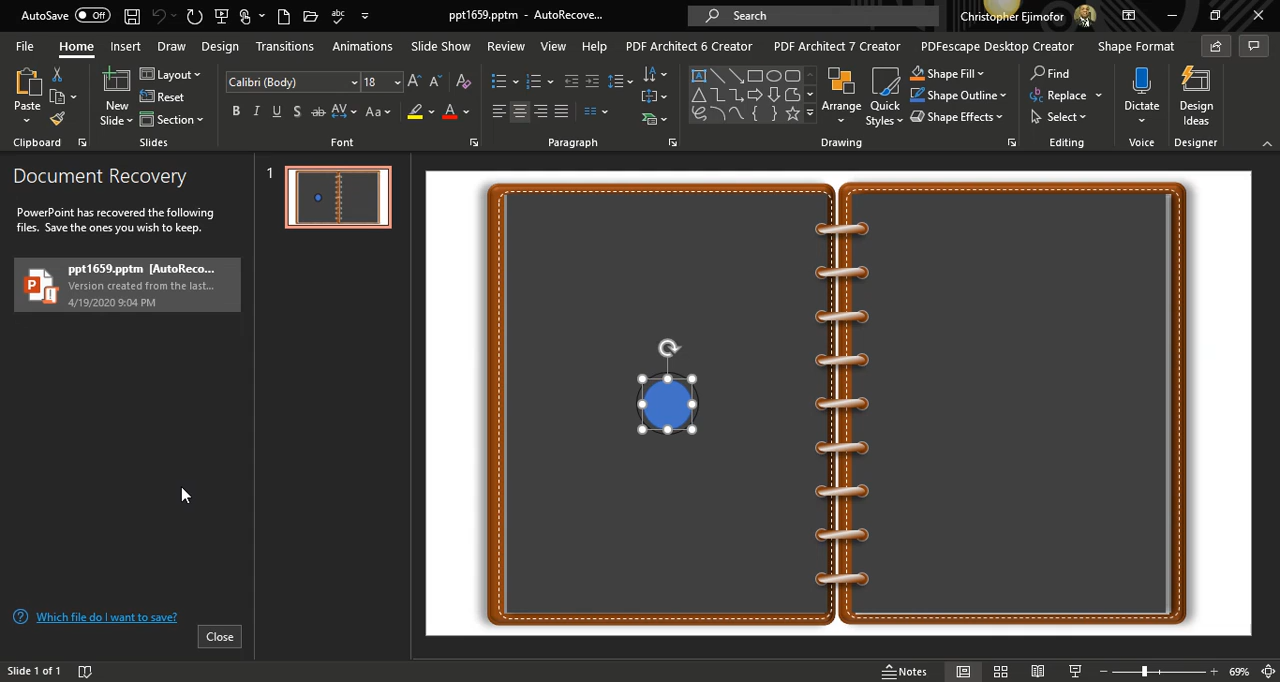 AutoSave Off ppt1659.pptm - AutoRecove... Search Christopher Ejimofor
File Home Insert Draw Design Transitions Animations Slide Show Review View Help PDF Architect 6 Creator PDF Architect 7 Creator PDFescape Desktop Creator Shape Format
Paste
Clipboard
New
Slide
Layout
Reset
Section
Slides
Calibri (Body) 18
B I U S ab AV Aa A
Font
Paragraph
Arrange
Quick
Styles
Shape Fill
Shape Outline
Shape Effects
Drawing
Find
Replace
Select
Editing
Dictate
Voice
Design
Ideas
Designer
Document Recovery
PowerPoint has recovered the following
files. Save the ones you wish to keep.
ppt1659.pptm [AutoReco...
Version created from the last...
4/19/2020 9:04 PM
Which file do I want to save?
Close
1
Slide 1 of 1
Notes
69%